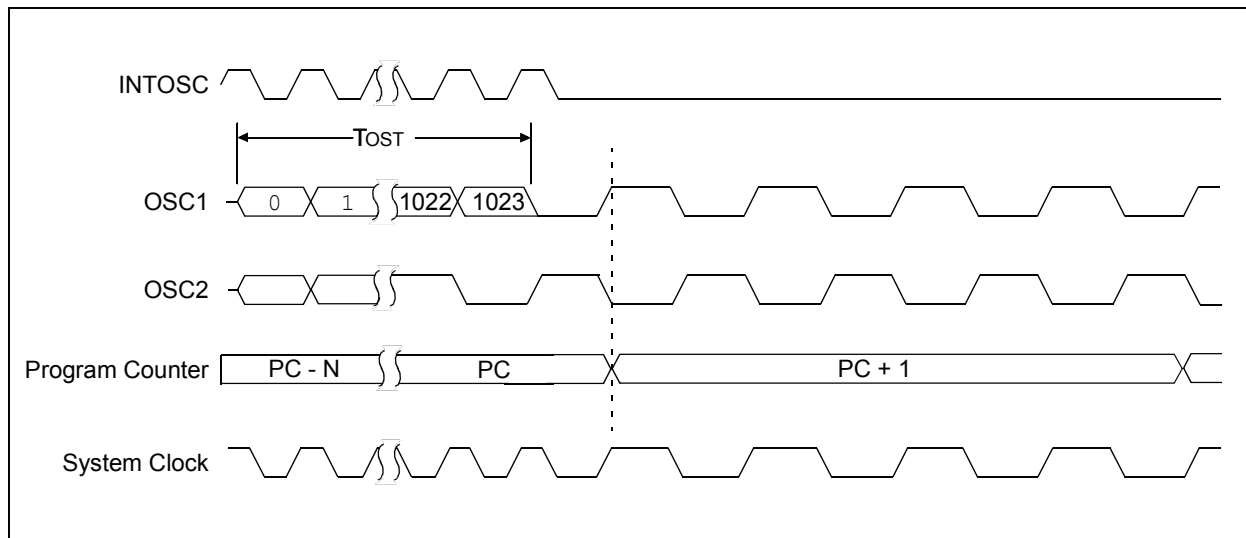 INTOSC
TOST
OSC1 0 1 1022 1023
OSC2
Program Counter PC - N PC PC + 1
System Clock